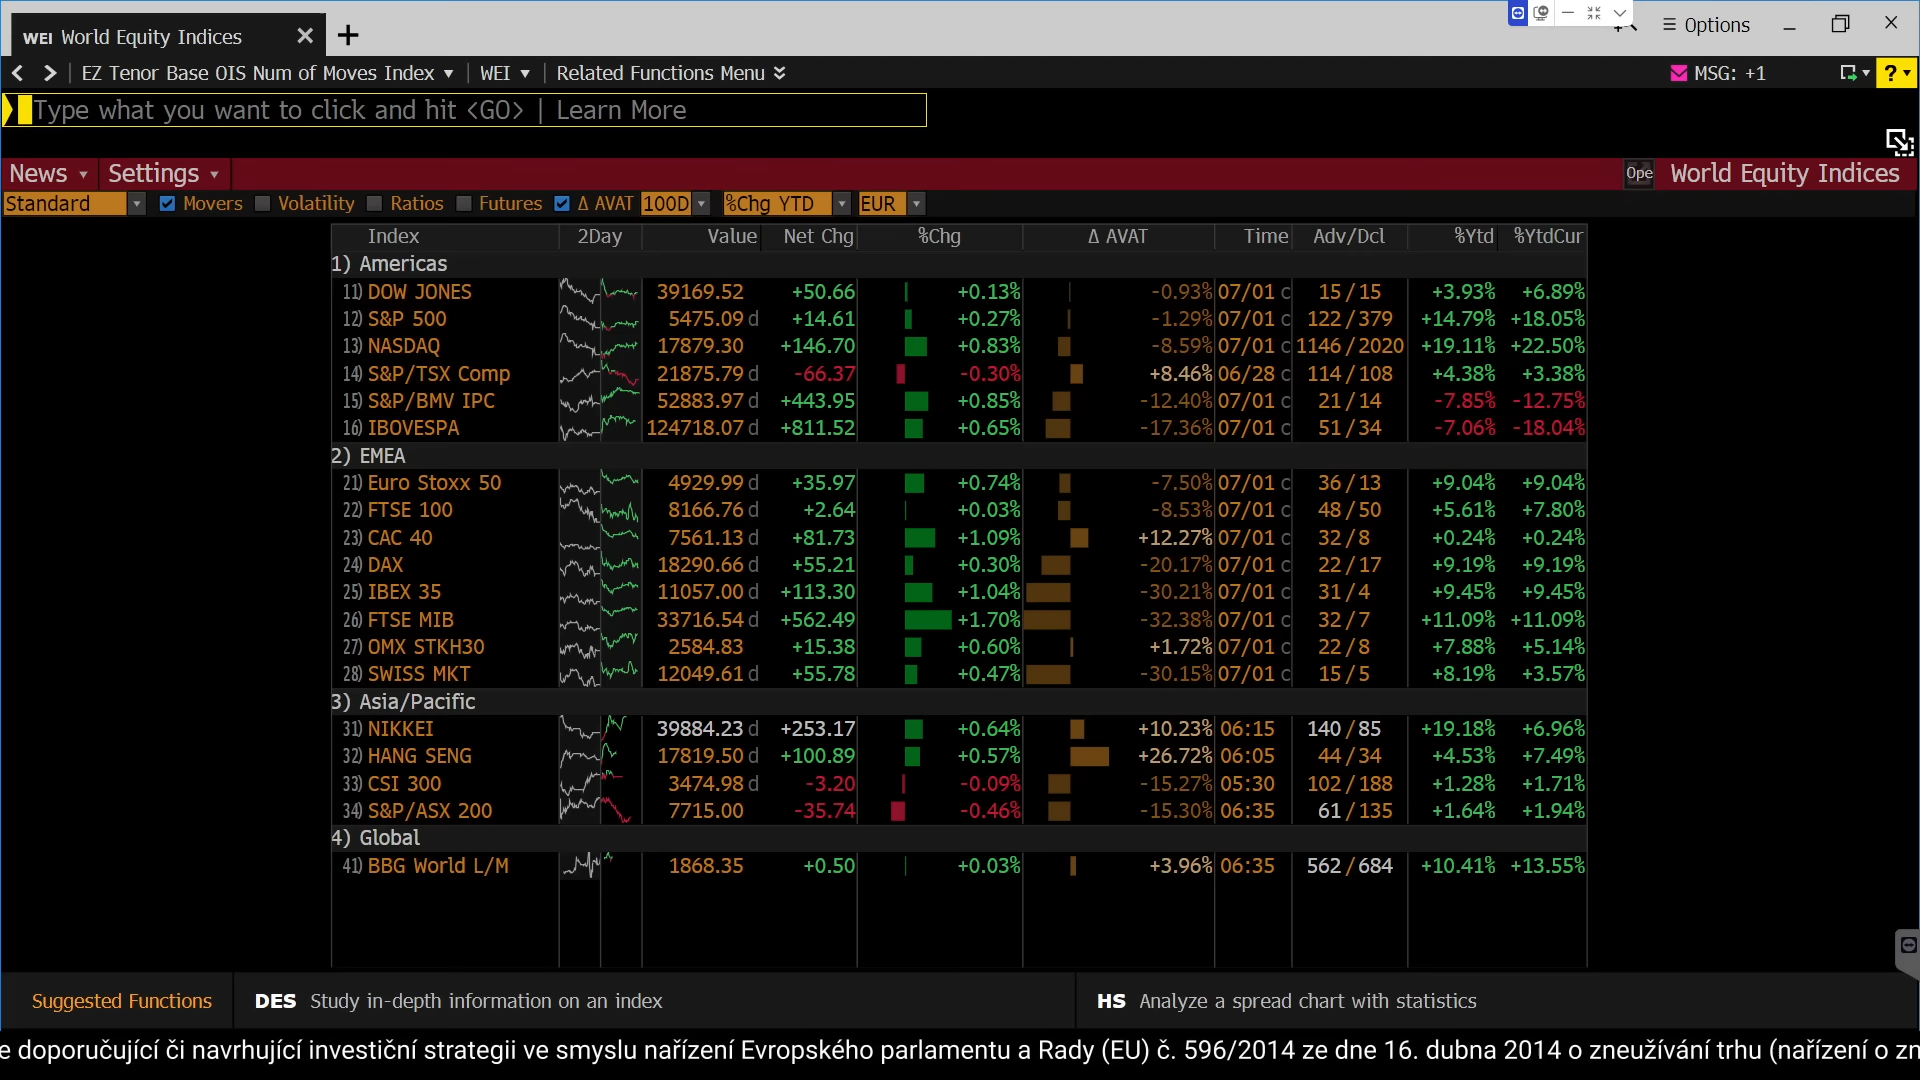 WEI World Equity Indices
Options
EZ Tenor Base OIS Num of Moves Index WEI Related Functions Menu MSG: +1 ?
Type what you want to click and hit <GO> | Learn More
News Settings Ope World Equity Indices
Standard Movers Volatility Ratios Futures Δ AVAT 100D %Chg YTD EUR
Index 2Day Value Net Chg %Chg Δ AVAT Time Adv/Dcl %Ytd %YtdCur
1) Americas
11) DOW JONES 39169.52 +50.66 +0.13% -0.93% 07/01 c 15 / 15 +3.93% +6.89%
12) S&P 500 5475.09 d +14.61 +0.27% -1.29% 07/01 c 122 / 379 +14.79% +18.05%
13) NASDAQ 17879.30 +146.70 +0.83% -8.59% 07/01 c 1146 / 2020 +19.11% +22.50%
14) S&P/TSX Comp 21875.79 d -66.37 -0.30% +8.46% 06/28 c 114 / 108 +4.38% +3.38%
15) S&P/BMV IPC 52883.97 d +443.95 +0.85% -12.40% 07/01 c 21 / 14 -7.85% -12.75%
16) IBOVESPA 124718.07 d +811.52 +0.65% -17.36% 07/01 c 51 / 34 -7.06% -18.04%
2) EMEA
21) Euro Stoxx 50 4929.99 d +35.97 +0.74% -7.50% 07/01 c 36 / 13 +9.04% +9.04%
22) FTSE 100 8166.76 d +2.64 +0.03% -8.53% 07/01 c 48 / 50 +5.61% +7.80%
23) CAC 40 7561.13 d +81.73 +1.09% +12.27% 07/01 c 32 / 8 +0.24% +0.24%
24) DAX 18290.66 d +55.21 +0.30% -20.17% 07/01 c 22 / 17 +9.19% +9.19%
25) IBEX 35 11057.00 d +113.30 +1.04% -30.21% 07/01 c 31 / 4 +9.45% +9.45%
26) FTSE MIB 33716.54 d +562.49 +1.70% -32.38% 07/01 c 32 / 7 +11.09% +11.09%
27) OMX STKH30 2584.83 +15.38 +0.60% +1.72% 07/01 c 22 / 8 +7.88% +5.14%
28) SWISS MKT 12049.61 d +55.78 +0.47% -30.15% 07/01 c 15 / 5 +8.19% +3.57%
3) Asia/Pacific
31) NIKKEI 39884.23 d +253.17 +0.64% +10.23% 06:15 140 / 85 +19.18% +6.96%
32) HANG SENG 17819.50 d +100.89 +0.57% +26.72% 06:05 44 / 34 +4.53% +7.49%
33) CSI 300 3474.98 d -3.20 -0.09% -15.27% 05:30 102 / 188 +1.28% +1.71%
34) S&P/ASX 200 7715.00 -35.74 -0.46% -15.30% 06:35 61 / 135 +1.64% +1.94%
4) Global
41) BBG World L/M 1868.35 +0.50 +0.03% +3.96% 06:35 562 / 684 +10.41% +13.55%
Suggested Functions DES Study in-depth information on an index HS Analyze a spread chart with statistics
e doporučující či navrhující investiční strategii ve smyslu nařízení Evropského parlamentu a Rady (EU) č. 596/2014 ze dne 16. dubna 2014 o zneužívání trhu (nařízení o zn